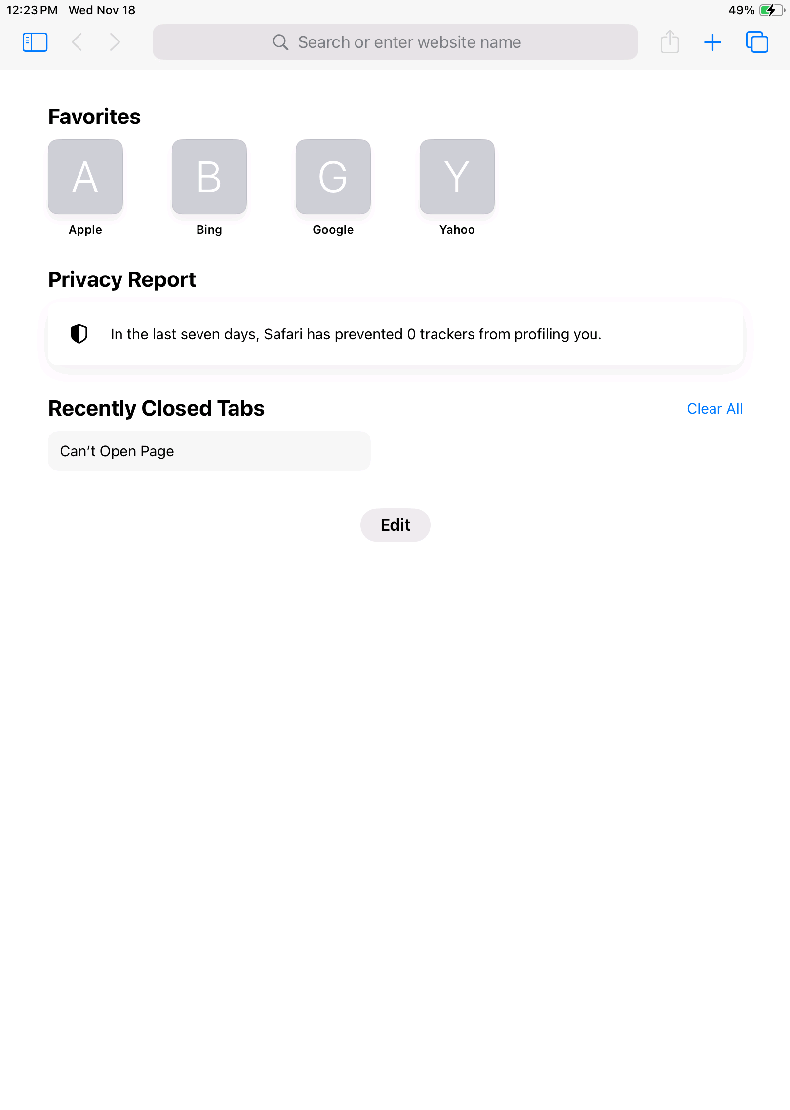 12:23 PM Wed Nov 18 49%
Search or enter website name
Favorites
A B G Y
Apple Bing Google Yahoo
Privacy Report
In the last seven days, Safari has prevented 0 trackers from profiling you.
Recently Closed Tabs Clear All
Can’t Open Page
Edit